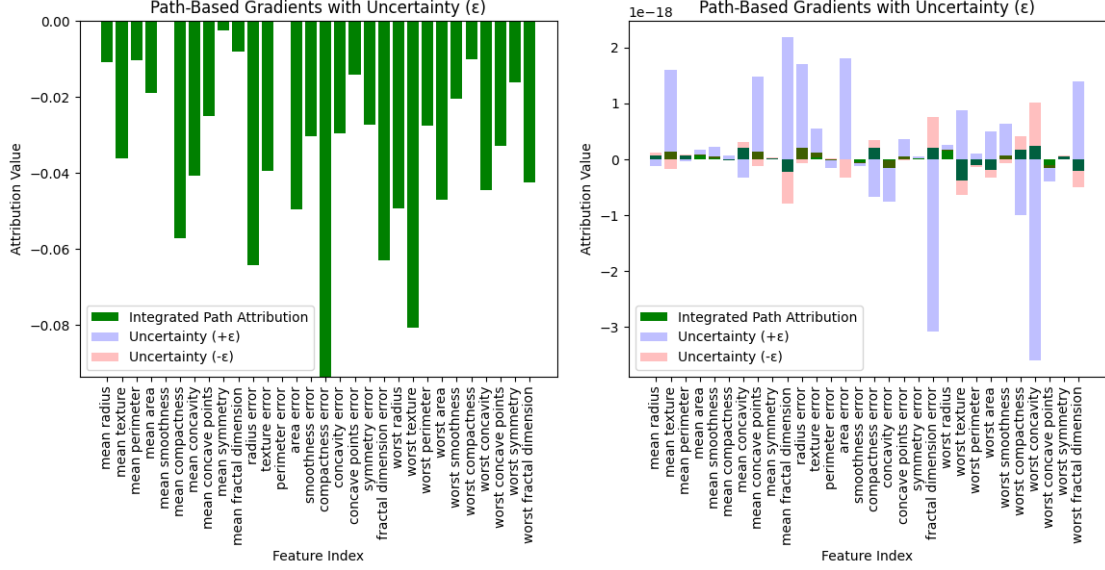 Path-Based Gradients with Uncertainty (ε)
0.00
−0.02
−0.04
−0.06
−0.08
Attribution Value
Integrated Path Attribution
Uncertainty (+ε)
Uncertainty (-ε)
mean radius
mean texture
mean perimeter
mean area
mean smoothness
mean compactness
mean concavity
mean concave points
mean symmetry
mean fractal dimension
radius error
texture error
perimeter error
area error
smoothness error
compactness error
concavity error
concave points error
symmetry error
fractal dimension error
worst radius
worst texture
worst perimeter
worst area
worst smoothness
worst compactness
worst concavity
worst concave points
worst symmetry
worst fractal dimension
Feature Index
Path-Based Gradients with Uncertainty (ε)
1e−18
2
1
0
−1
−2
−3
Attribution Value
Integrated Path Attribution
Uncertainty (+ε)
Uncertainty (-ε)
mean radius
mean texture
mean perimeter
mean area
mean smoothness
mean compactness
mean concavity
mean concave points
mean symmetry
mean fractal dimension
radius error
texture error
perimeter error
area error
smoothness error
compactness error
concavity error
concave points error
symmetry error
fractal dimension error
worst radius
worst texture
worst perimeter
worst area
worst smoothness
worst compactness
worst concavity
worst concave points
worst symmetry
worst fractal dimension
Feature Index